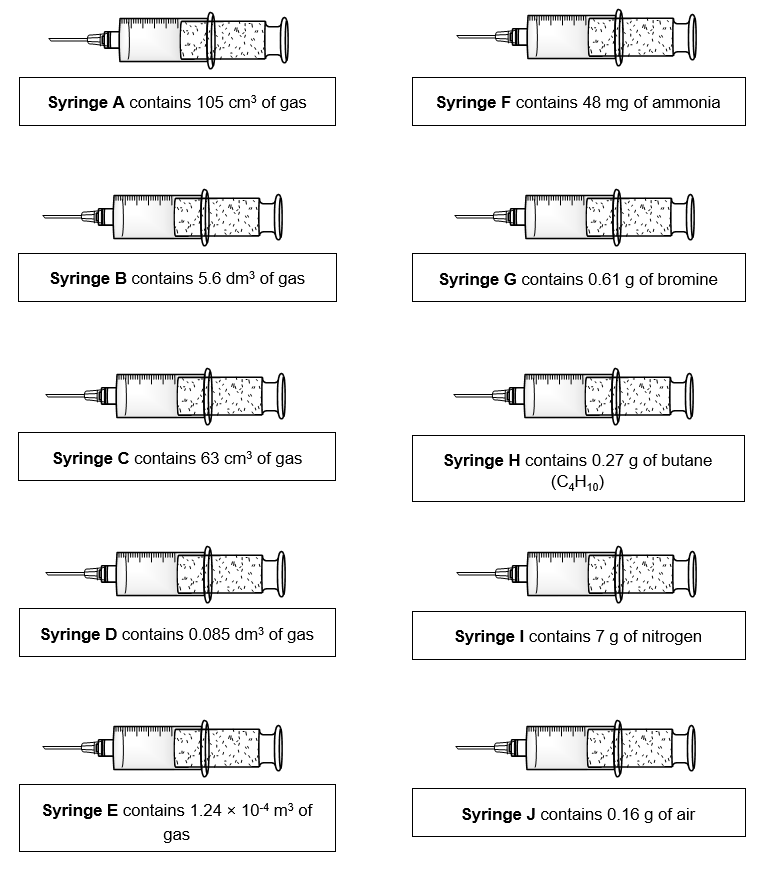 Syringe A contains 105 cm³ of gas
Syringe F contains 48 mg of ammonia
Syringe B contains 5.6 dm³ of gas
Syringe G contains 0.61 g of bromine
Syringe C contains 63 cm³ of gas
Syringe H contains 0.27 g of butane
(C₄H₁₀)
Syringe D contains 0.085 dm³ of gas
Syringe I contains 7 g of nitrogen
Syringe E contains 1.24 × 10⁻⁴ m³ of
gas
Syringe J contains 0.16 g of air